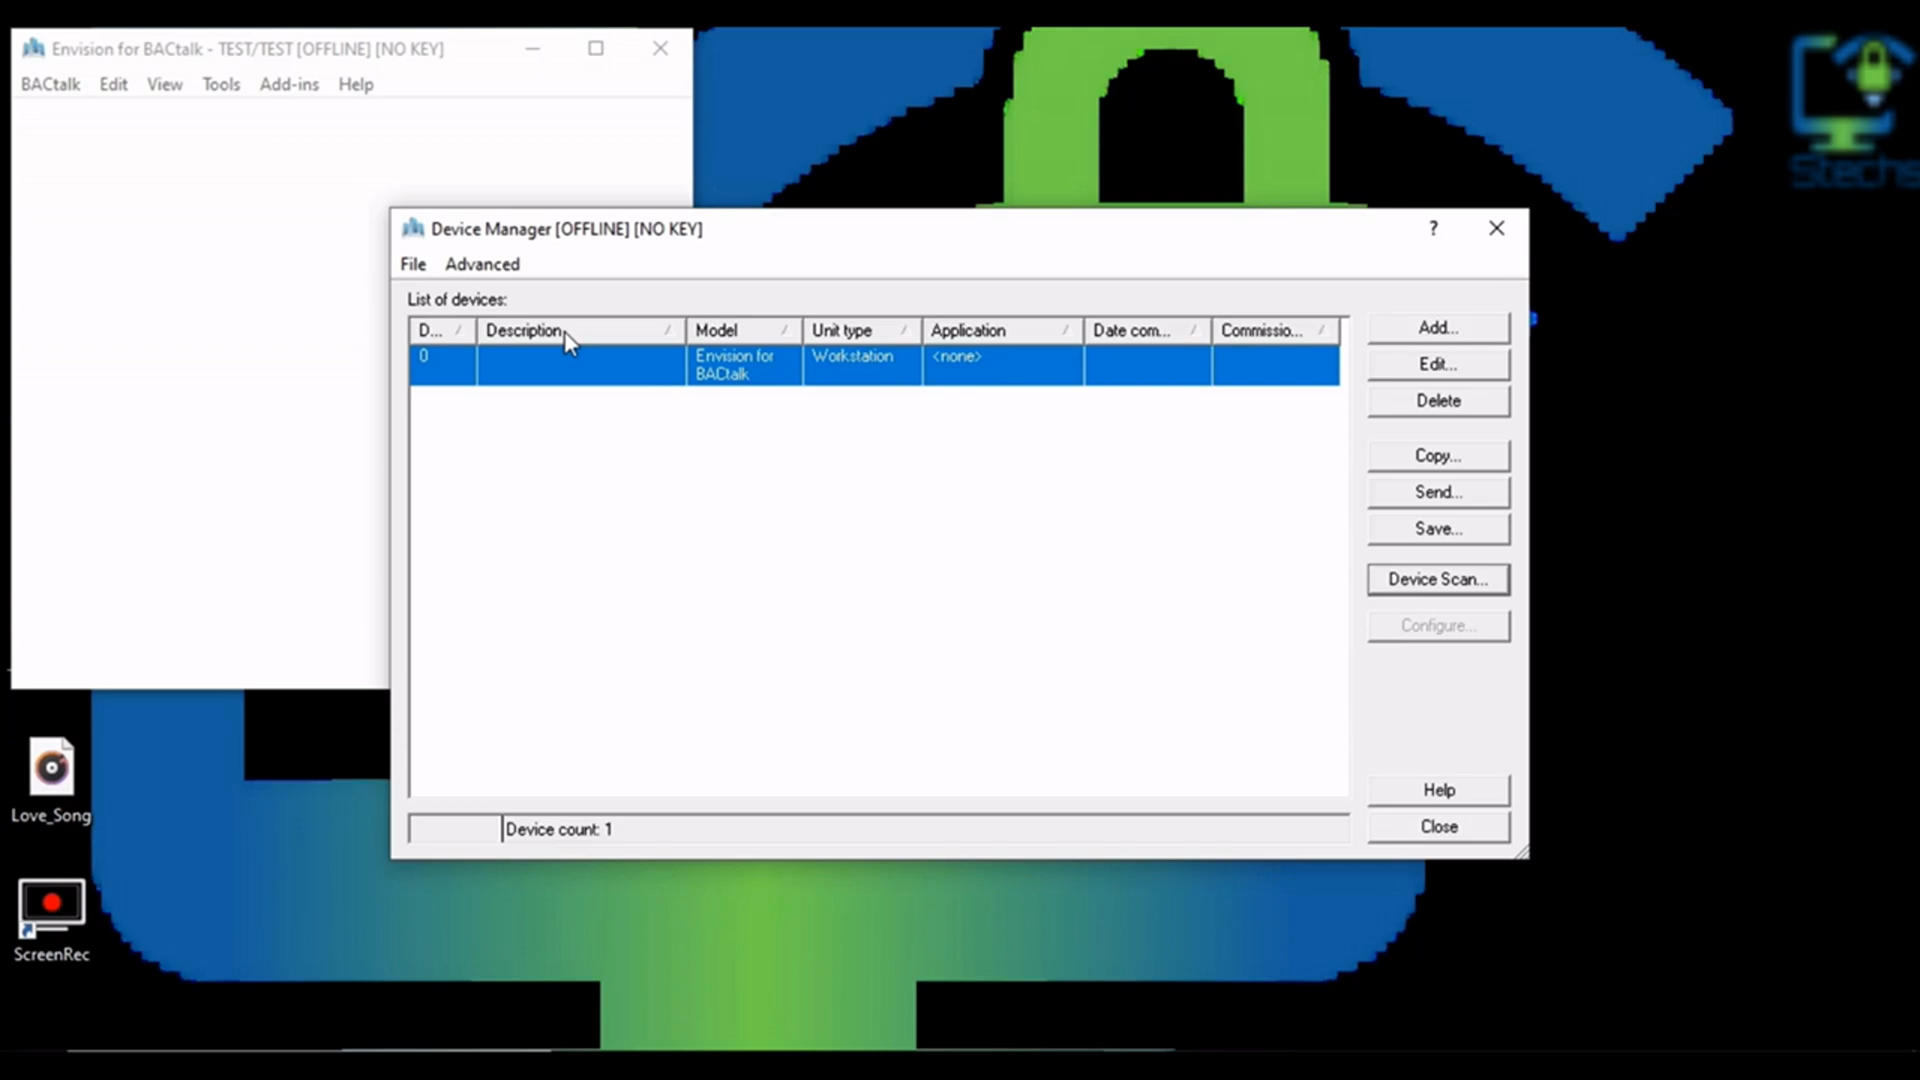 Envision for BACtalk - TEST/TEST [OFFLINE] [NO KEY]
BACtalk Edit View Tools Add-ins Help
Stechs
Device Manager [OFFLINE] [NO KEY]
?
File Advanced
List of devices:
D... Description Model Unit type Application Date com... Commissio...
0 Envision for BACtalk Workstation <none>
Add...
Edit...
Delete
Copy...
Send...
Save...
Device Scan...
Configure...
Help
Close
Device count: 1
Love_Song
ScreenRec